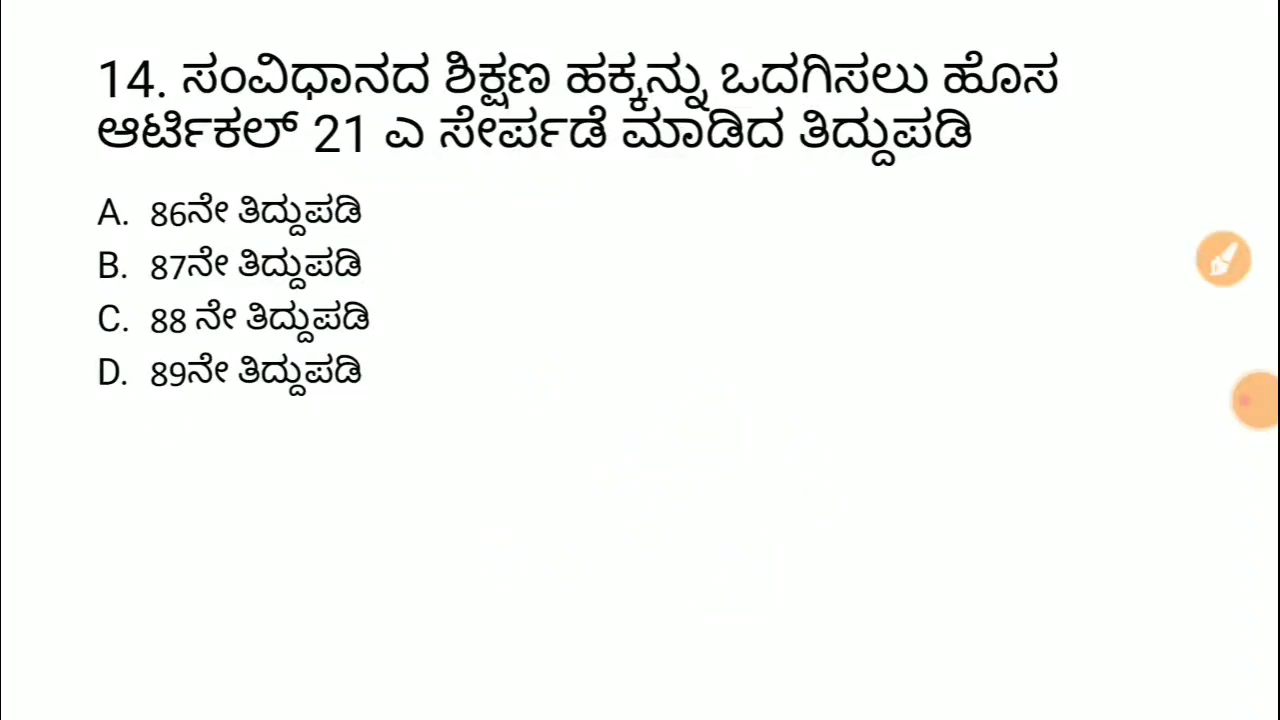 14. ಸಂವಿಧಾನದ ಶಿಕ್ಷಣ ಹಕ್ಕನ್ನು ಒದಗಿಸಲು ಹೊಸ
ಆರ್ಟಿಕಲ್ 21 ಎ ಸೇರ್ಪಡೆ ಮಾಡಿದ ತಿದ್ದುಪಡಿ
A. 86ನೇ ತಿದ್ದುಪಡಿ
B. 87ನೇ ತಿದ್ದುಪಡಿ
C. 88 ನೇ ತಿದ್ದುಪಡಿ
D. 89ನೇ ತಿದ್ದುಪಡಿ